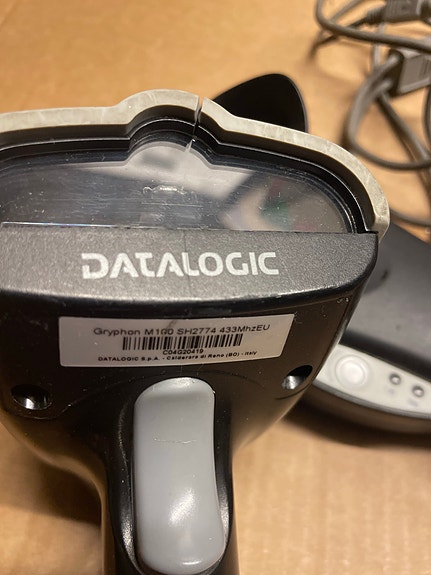 DATALOGIC
Gryphon M100 SH2774 433MhzEU
C04G20419
DATALOGIC S.p.A. - Calderara di Reno (BO) - Italy